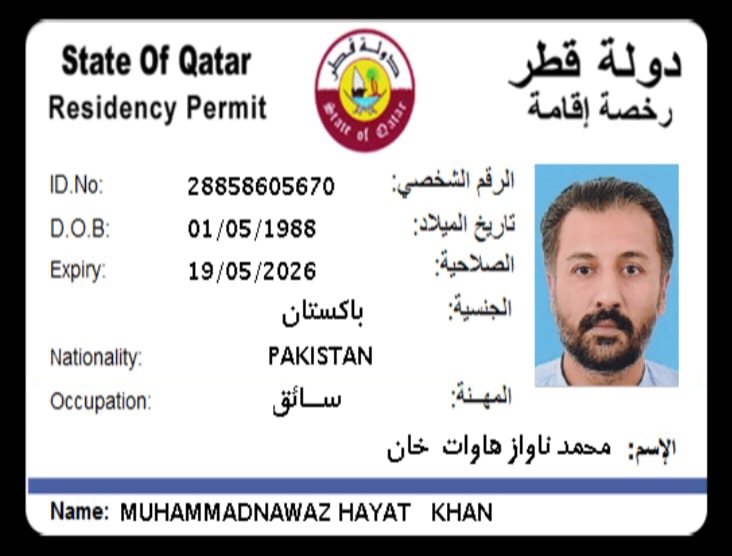 State Of Qatar
دولة قطر
Residency Permit
رخصة إقامة
دولة قطر
State of Qatar
ID.No: 28858605670 الرقم الشخصي:
D.O.B: 01/05/1988 تاريخ الميلاد:
Expiry: 19/05/2026 الصلاحية:
باكستان الجنسية:
Nationality: PAKISTAN
Occupation: ســائق المهـنة:
الإسم: محمد ناواز هاوات خان
Name: MUHAMMADNAWAZ HAYAT KHAN